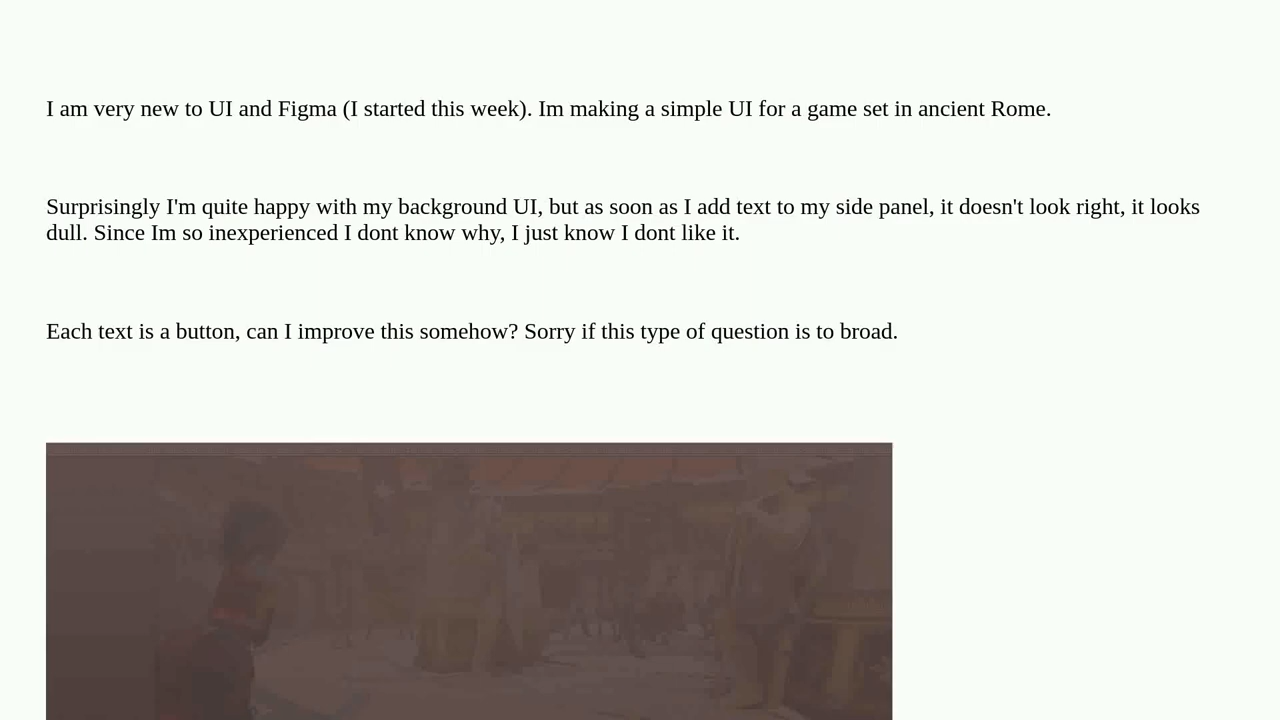 I am very new to UI and Figma (I started this week). Im making a simple UI for a game set in ancient Rome.
Surprisingly I'm quite happy with my background UI, but as soon as I add text to my side panel, it doesn't look right, it looks
dull. Since Im so inexperienced I dont know why, I just know I dont like it.
Each text is a button, can I improve this somehow? Sorry if this type of question is to broad.